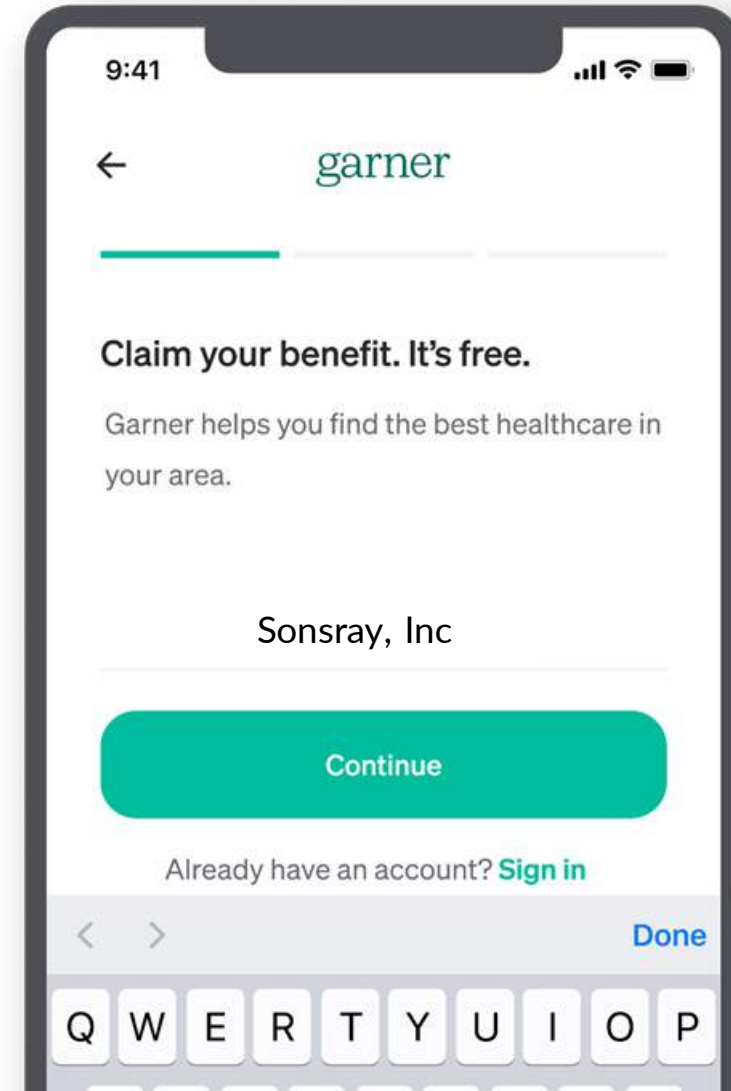 9:41
garner
Claim your benefit. It’s free.
Garner helps you find the best healthcare in
your area.
Sonsray, Inc
Continue
Already have an account? Sign in
Done
Q W E R T Y U I O P